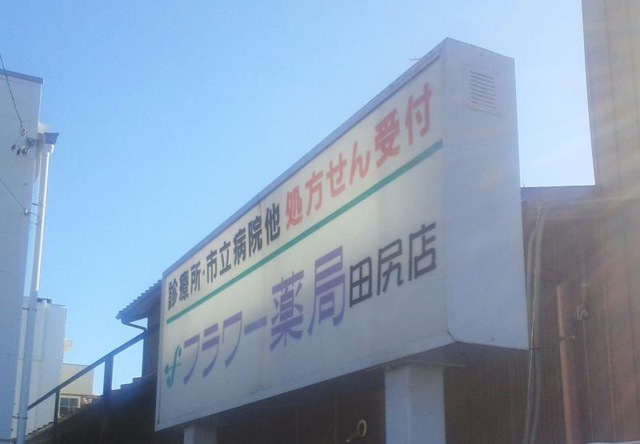 診療所・市立病院他 処方せん受付
f フラワー薬局 田尻店